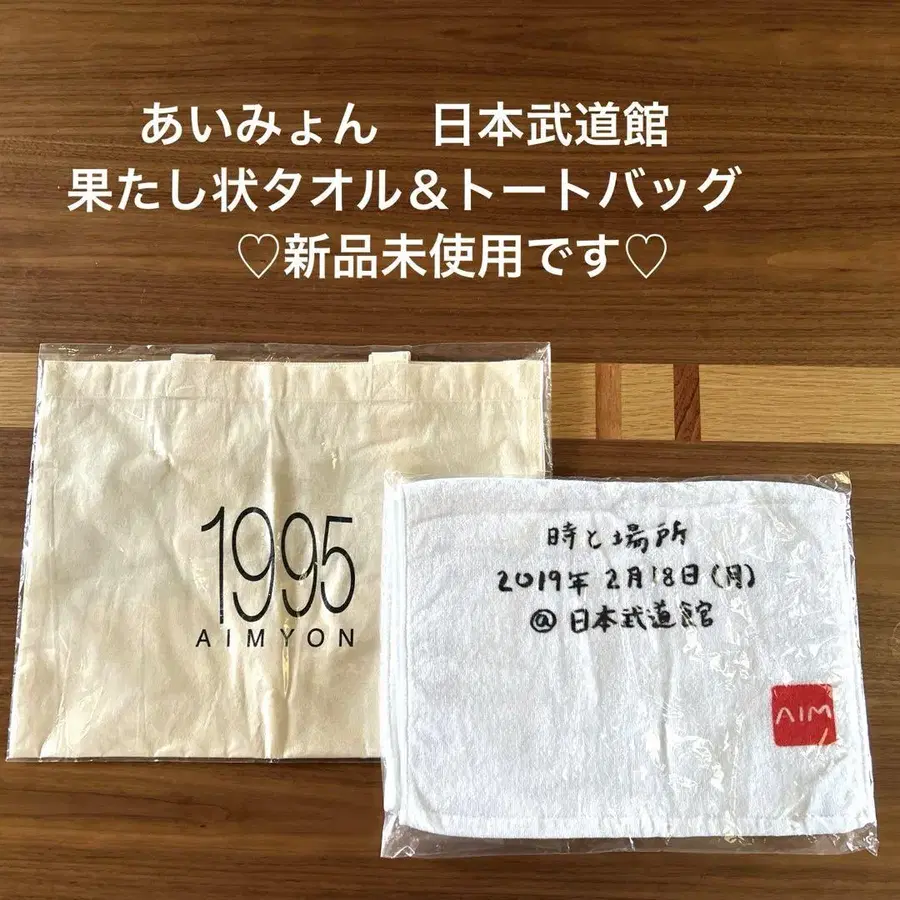 あいみょん　日本武道館
果たし状タオル＆トートバッグ
♡新品未使用です♡
1995
AIMYON
時と場所
2019年 2月18日(月)
@ 日本武道館
AIM